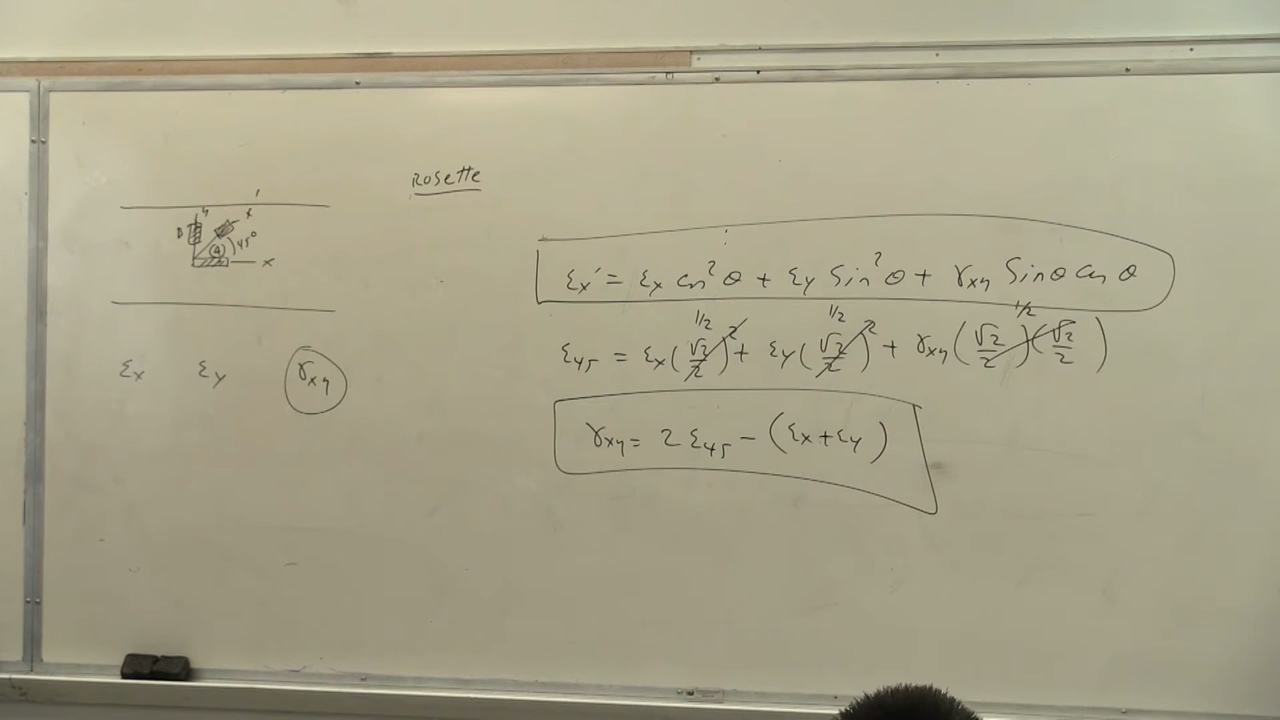 Rosette
y
x'
B
A
45°
x
εx εy γxy
εx' = εx cos²θ + εy Sin²θ + γxy Sinθ cosθ
1/2 1/2 1/2
ε45 = εx(√2/2)² + εy(√2/2)² + γxy(√2/2)(√2/2)
γxy = 2ε45 - (εx+εy)